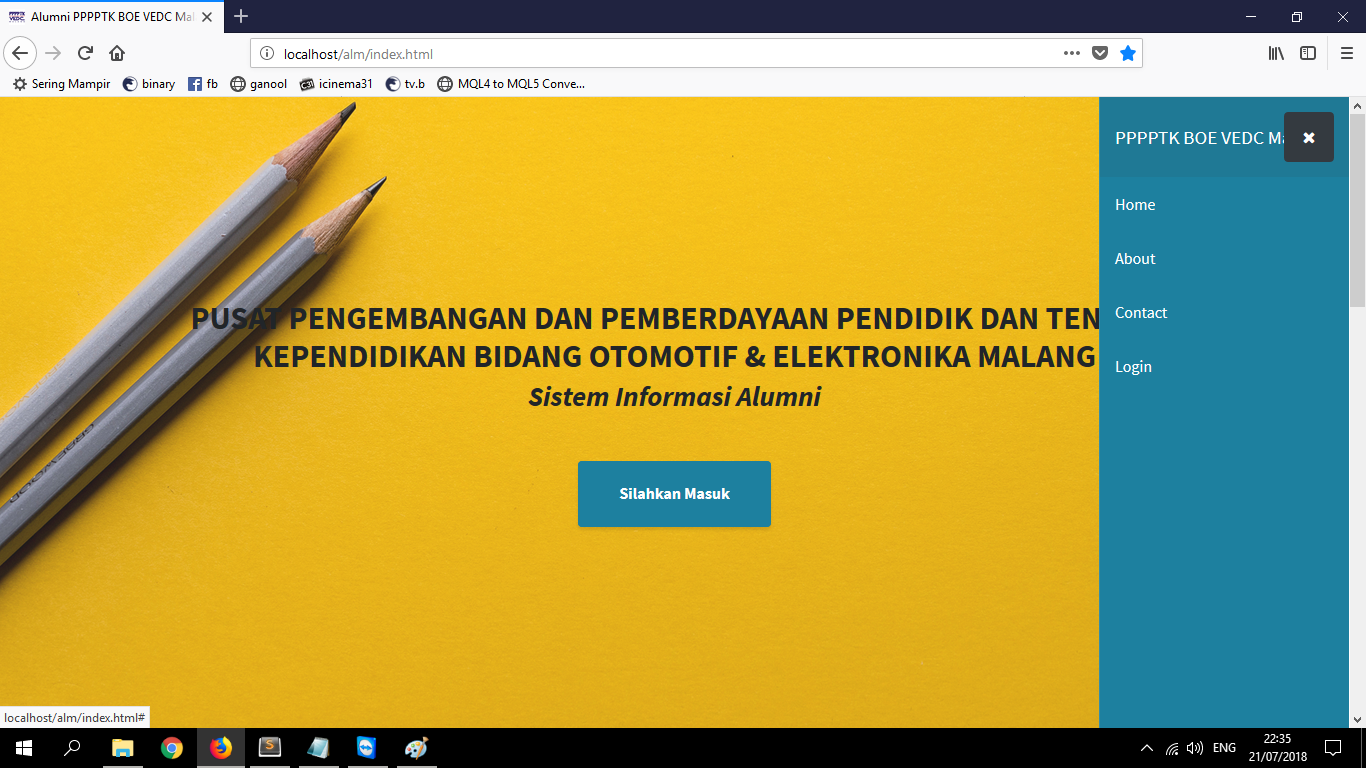 Alumni PPPPTK BOE VEDC Mal
localhost/alm/index.html
Sering Mampir
binary
fb
ganool
icinema31
tv.b
MQL4 to MQL5 Conve...
PPPPTK BOE VEDC Ma
Home
About
Contact
Login
PUSAT PENGEMBANGAN DAN PEMBERDAYAAN PENDIDIK DAN TEN
KEPENDIDIKAN BIDANG OTOMOTIF & ELEKTRONIKA MALANG
Sistem Informasi Alumni
Silahkan Masuk
localhost/alm/index.html#
ENG
22:35
21/07/2018